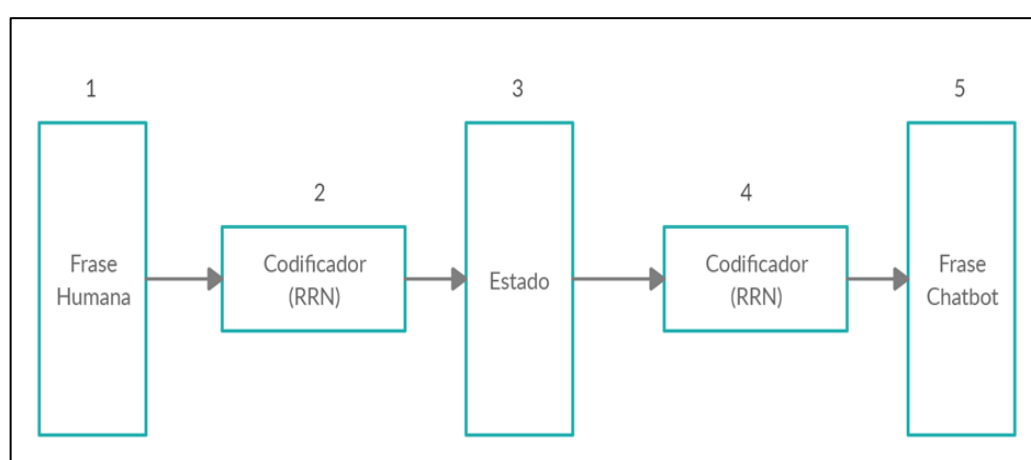 1
3
5
2
4
Frase
Humana
Codificador
(RRN)
Estado
Codificador
(RRN)
Frase
Chatbot